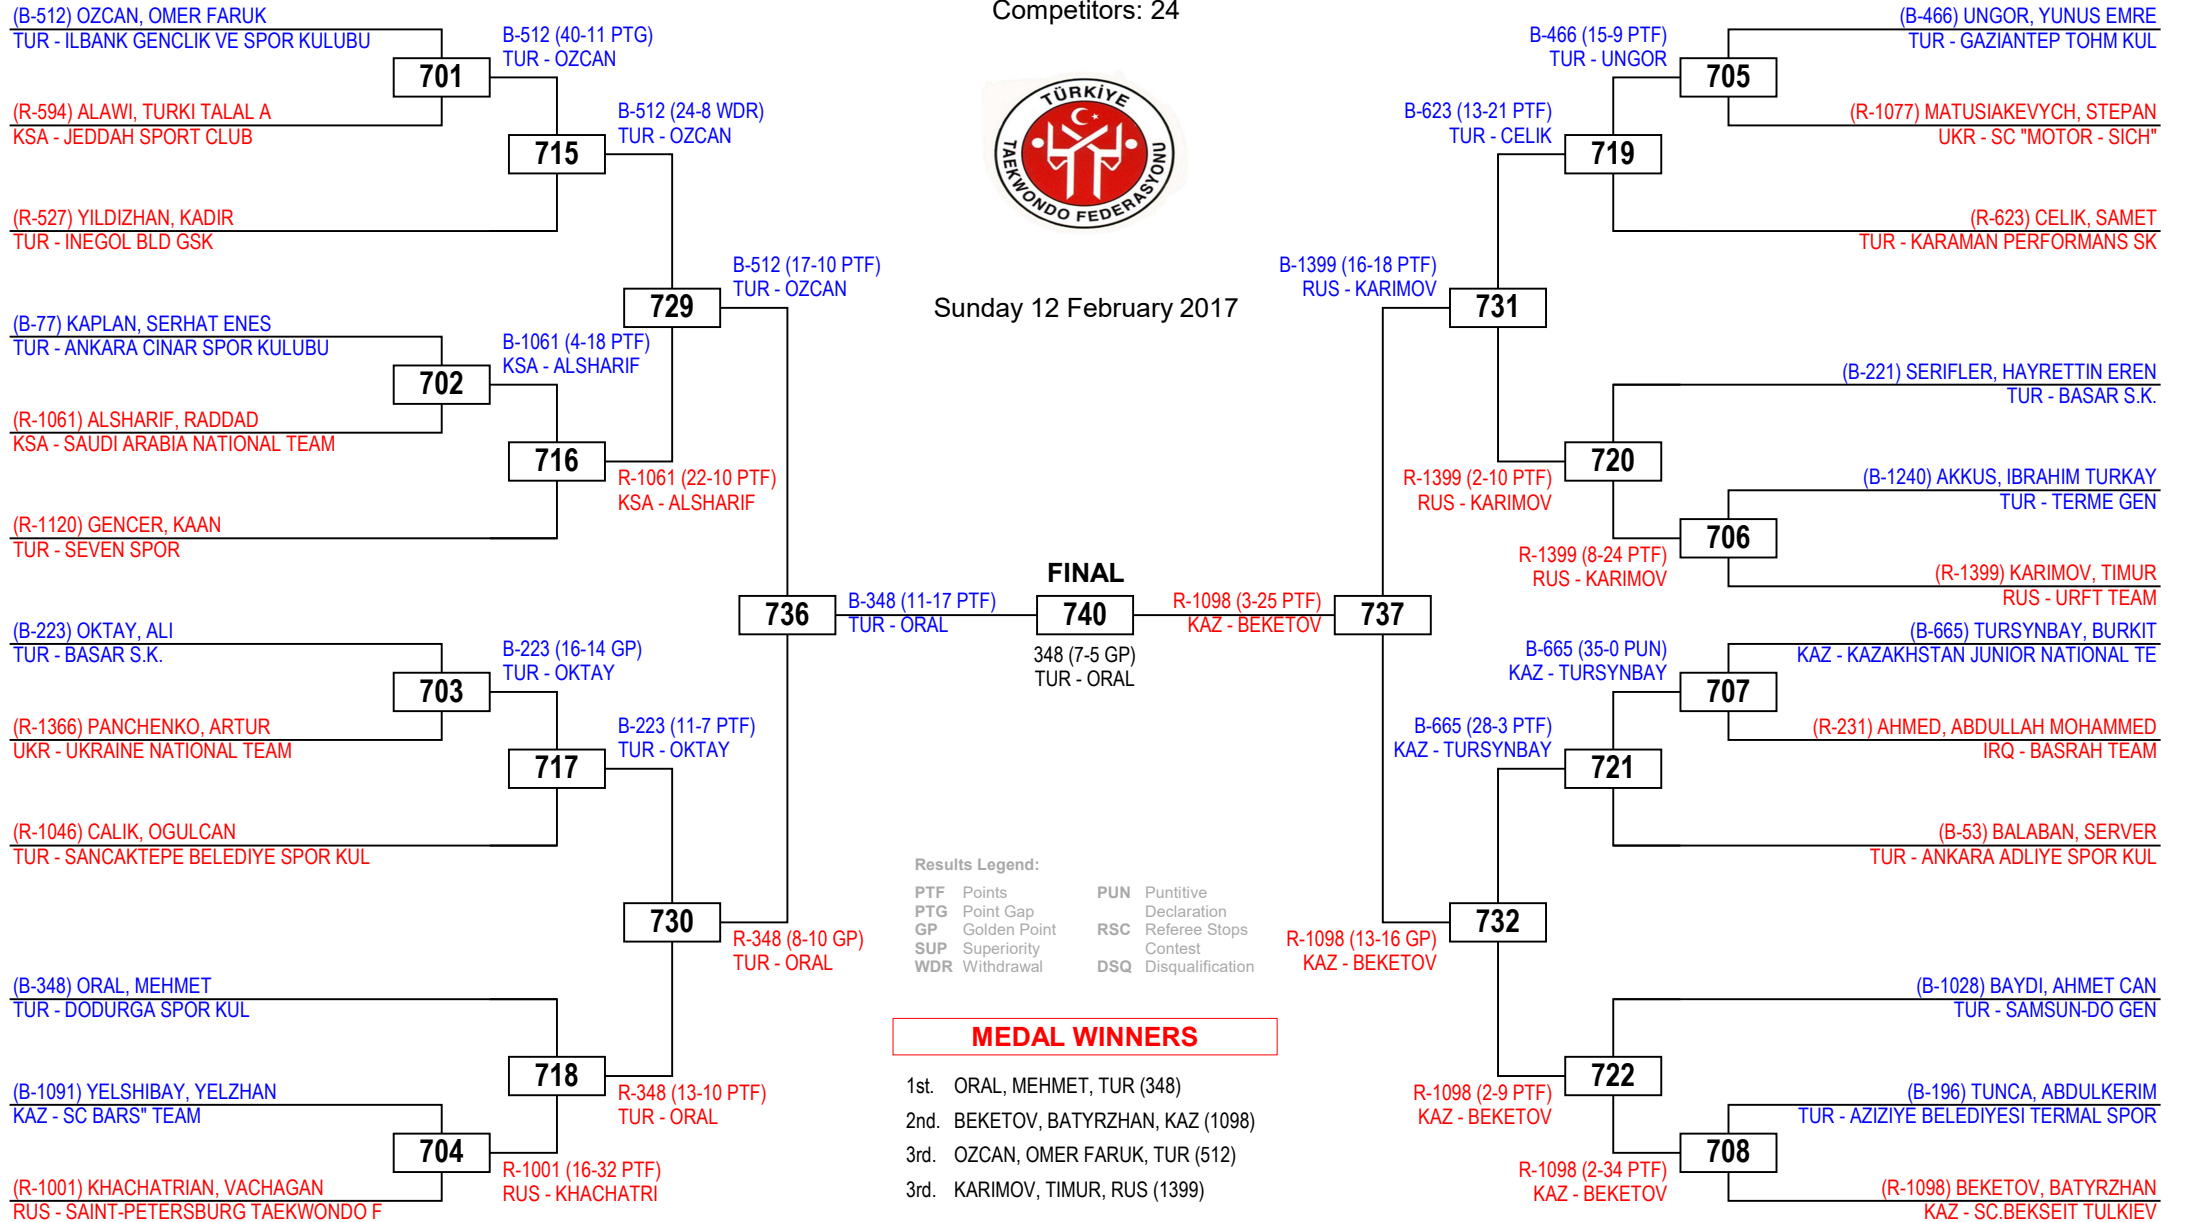 Competitors: 24
TÜRKİYE
TAEKWONDO FEDERASYONU
Sunday 12 February 2017
(B-512) OZCAN, OMER FARUK
TUR - ILBANK GENCLIK VE SPOR KULUBU
701
(R-594) ALAWI, TURKI TALAL A
KSA - JEDDAH SPORT CLUB
B-512 (40-11 PTG)
TUR - OZCAN
715
(R-527) YILDIZHAN, KADIR
TUR - INEGOL BLD GSK
B-512 (24-8 WDR)
TUR - OZCAN
729
(B-77) KAPLAN, SERHAT ENES
TUR - ANKARA CINAR SPOR KULUBU
702
(R-1061) ALSHARIF, RADDAD
KSA - SAUDI ARABIA NATIONAL TEAM
B-1061 (4-18 PTF)
KSA - ALSHARIF
716
(R-1120) GENCER, KAAN
TUR - SEVEN SPOR
R-1061 (22-10 PTF)
KSA - ALSHARIF
B-512 (17-10 PTF)
TUR - OZCAN
736
(B-223) OKTAY, ALI
TUR - BASAR S.K.
703
(R-1366) PANCHENKO, ARTUR
UKR - UKRAINE NATIONAL TEAM
B-223 (16-14 GP)
TUR - OKTAY
717
(R-1046) CALIK, OGULCAN
TUR - SANCAKTEPE BELEDIYE SPOR KUL
B-223 (11-7 PTF)
TUR - OKTAY
730
(B-348) ORAL, MEHMET
TUR - DODURGA SPOR KUL
718
(B-1091) YELSHIBAY, YELZHAN
KAZ - SC BARS" TEAM
704
(R-1001) KHACHATRIAN, VACHAGAN
RUS - SAINT-PETERSBURG TAEKWONDO F
R-1001 (16-32 PTF)
RUS - KHACHATRI
R-348 (13-10 PTF)
TUR - ORAL
R-348 (8-10 GP)
TUR - ORAL
B-348 (11-17 PTF)
TUR - ORAL
FINAL
740
348 (7-5 GP)
TUR - ORAL
R-1098 (3-25 PTF)
KAZ - BEKETOV
737
(B-466) UNGOR, YUNUS EMRE
TUR - GAZIANTEP TOHM KUL
705
(R-1077) MATUSIAKEVYCH, STEPAN
UKR - SC "MOTOR - SICH"
B-466 (15-9 PTF)
TUR - UNGOR
719
(R-623) CELIK, SAMET
TUR - KARAMAN PERFORMANS SK
B-623 (13-21 PTF)
TUR - CELIK
731
B-1399 (16-18 PTF)
RUS - KARIMOV
(B-221) SERIFLER, HAYRETTIN EREN
TUR - BASAR S.K.
720
R-1399 (2-10 PTF)
RUS - KARIMOV
(B-1240) AKKUS, IBRAHIM TURKAY
TUR - TERME GEN
706
R-1399 (8-24 PTF)
RUS - KARIMOV
(R-1399) KARIMOV, TIMUR
RUS - URFT TEAM
(B-665) TURSYNBAY, BURKIT
KAZ - KAZAKHSTAN JUNIOR NATIONAL TE
B-665 (35-0 PUN)
KAZ - TURSYNBAY
707
(R-231) AHMED, ABDULLAH MOHAMMED
IRQ - BASRAH TEAM
B-665 (28-3 PTF)
KAZ - TURSYNBAY
721
(B-53) BALABAN, SERVER
TUR - ANKARA ADLIYE SPOR KUL
732
R-1098 (13-16 GP)
KAZ - BEKETOV
(B-1028) BAYDI, AHMET CAN
TUR - SAMSUN-DO GEN
722
R-1098 (2-9 PTF)
KAZ - BEKETOV
(B-196) TUNCA, ABDULKERIM
TUR - AZIZIYE BELEDIYESI TERMAL SPOR
708
R-1098 (2-34 PTF)
KAZ - BEKETOV
(R-1098) BEKETOV, BATYRZHAN
KAZ - SC.BEKSEIT TULKIEV
Results Legend:
PTF Points
PTG Point Gap
GP Golden Point
SUP Superiority
WDR Withdrawal
PUN Puntitive
Declaration
RSC Referee Stops
Contest
DSQ Disqualification
MEDAL WINNERS
1st. ORAL, MEHMET, TUR (348)
2nd. BEKETOV, BATYRZHAN, KAZ (1098)
3rd. OZCAN, OMER FARUK, TUR (512)
3rd. KARIMOV, TIMUR, RUS (1399)